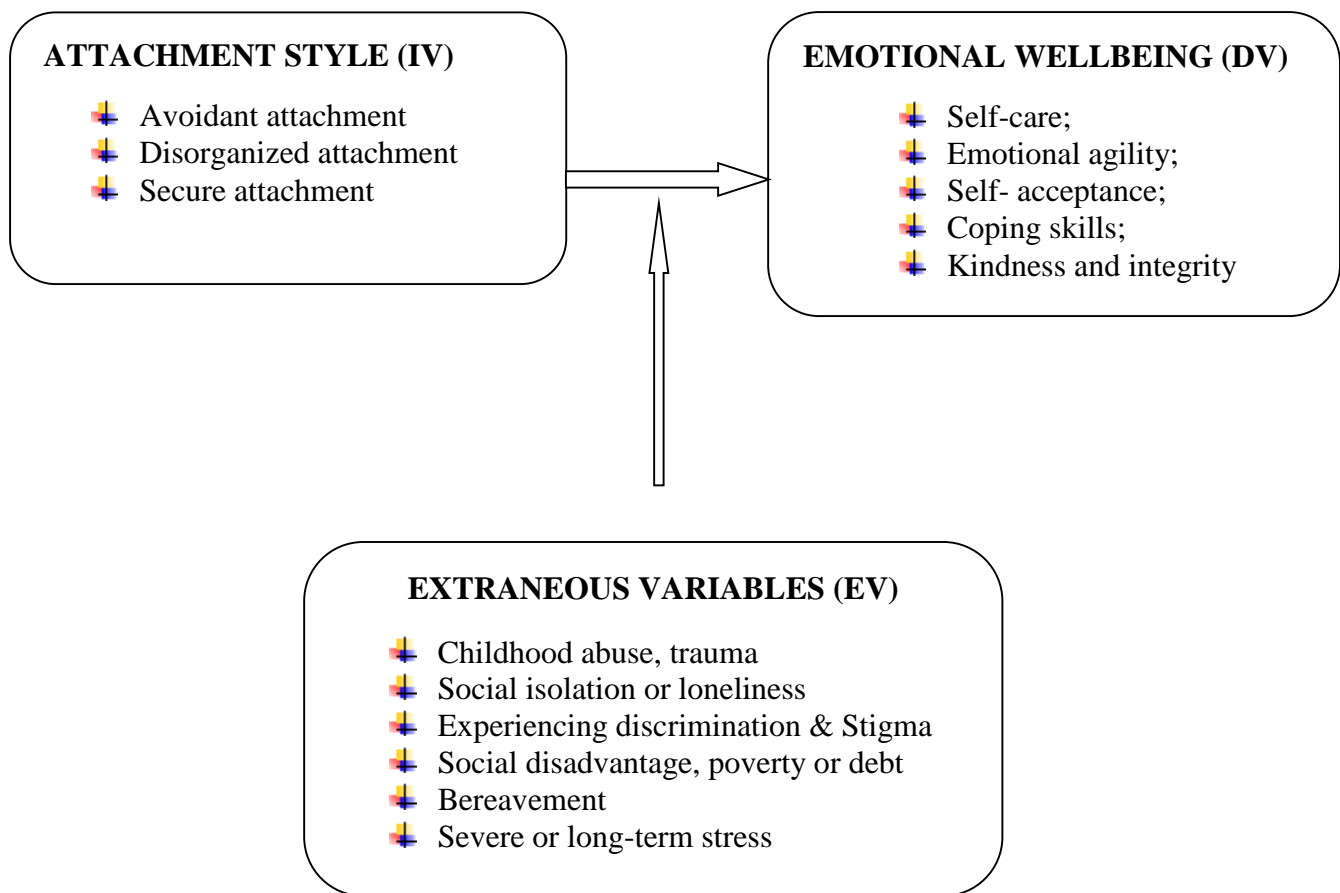 ATTACHMENT STYLE (IV)
Avoidant attachment
Disorganized attachment
Secure attachment
EMOTIONAL WELLBEING (DV)
Self-care;
Emotional agility;
Self- acceptance;
Coping skills;
Kindness and integrity
EXTRANEOUS VARIABLES (EV)
Childhood abuse, trauma
Social isolation or loneliness
Experiencing discrimination & Stigma
Social disadvantage, poverty or debt
Bereavement
Severe or long-term stress